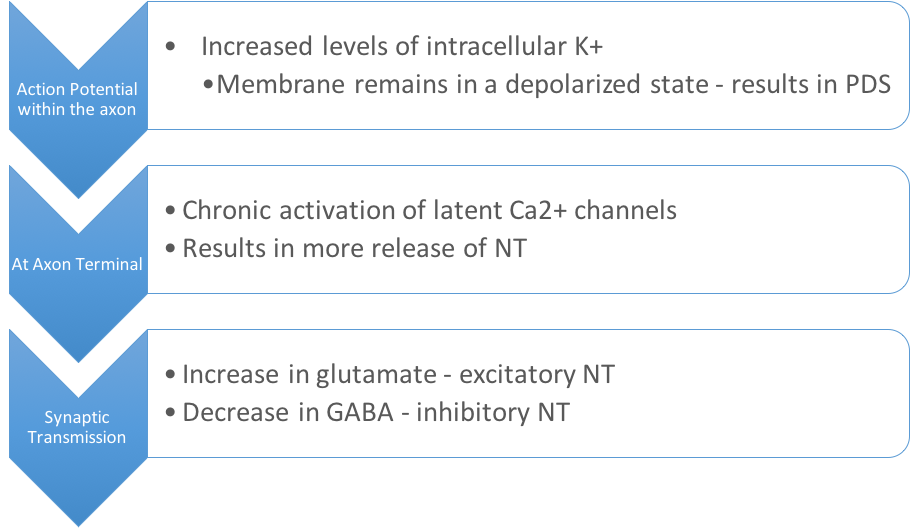 Action Potential
within the axon
• Increased levels of intracellular K+
•Membrane remains in a depolarized state - results in PDS
At Axon Terminal
• Chronic activation of latent Ca2+ channels
• Results in more release of NT
Synaptic
Transmission
• Increase in glutamate - excitatory NT
• Decrease in GABA - inhibitory NT